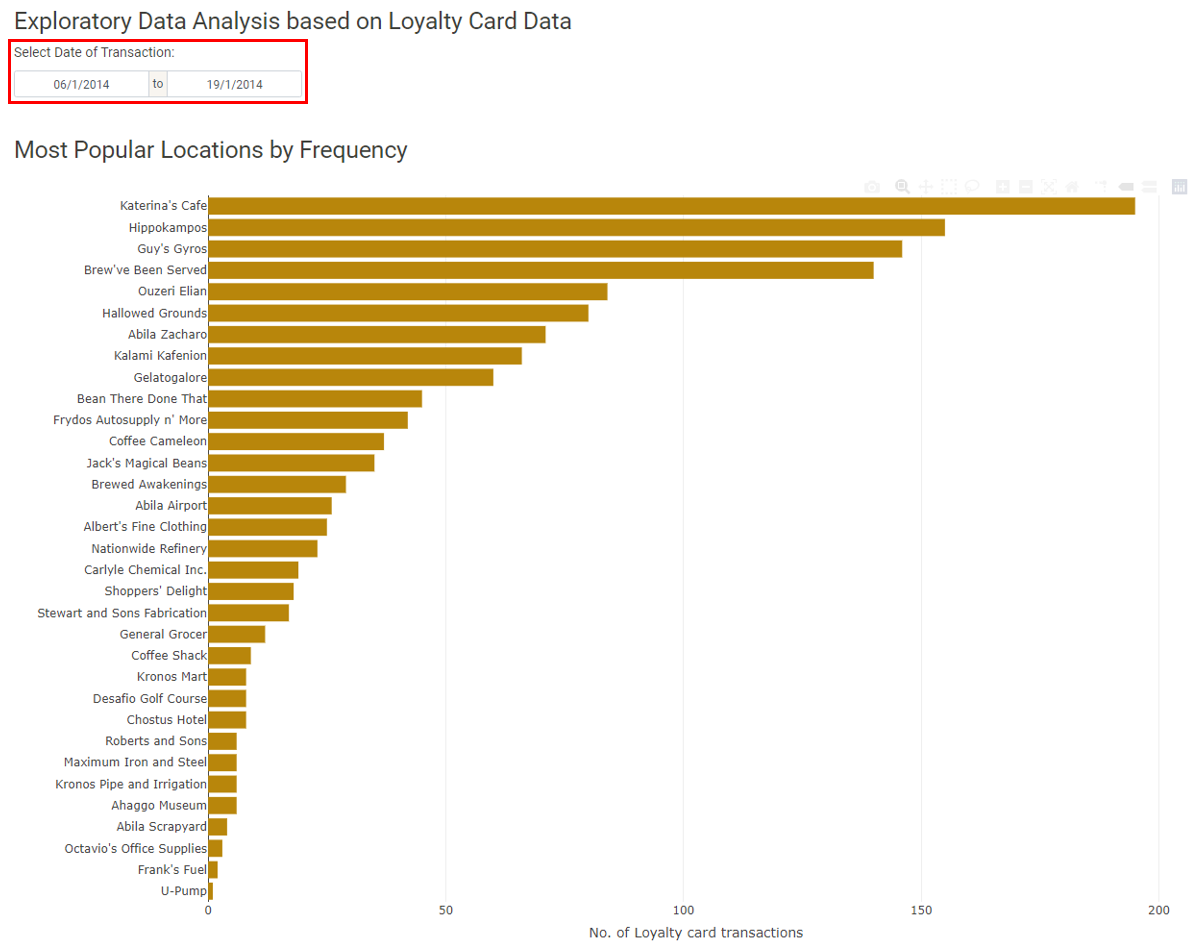 Exploratory Data Analysis based on Loyalty Card Data
Select Date of Transaction:
06/1/2014 to 19/1/2014
Most Popular Locations by Frequency
Katerina's Cafe
Hippokampos
Guy's Gyros
Brew've Been Served
Ouzeri Elian
Hallowed Grounds
Abila Zacharo
Kalami Kafenion
Gelatogalore
Bean There Done That
Frydos Autosupply n' More
Coffee Cameleon
Jack's Magical Beans
Brewed Awakenings
Abila Airport
Albert's Fine Clothing
Nationwide Refinery
Carlyle Chemical Inc.
Shoppers' Delight
Stewart and Sons Fabrication
General Grocer
Coffee Shack
Kronos Mart
Desafio Golf Course
Chostus Hotel
Roberts and Sons
Maximum Iron and Steel
Kronos Pipe and Irrigation
Ahaggo Museum
Abila Scrapyard
Octavio's Office Supplies
Frank's Fuel
U-Pump
0 50 100 150 200
No. of Loyalty card transactions